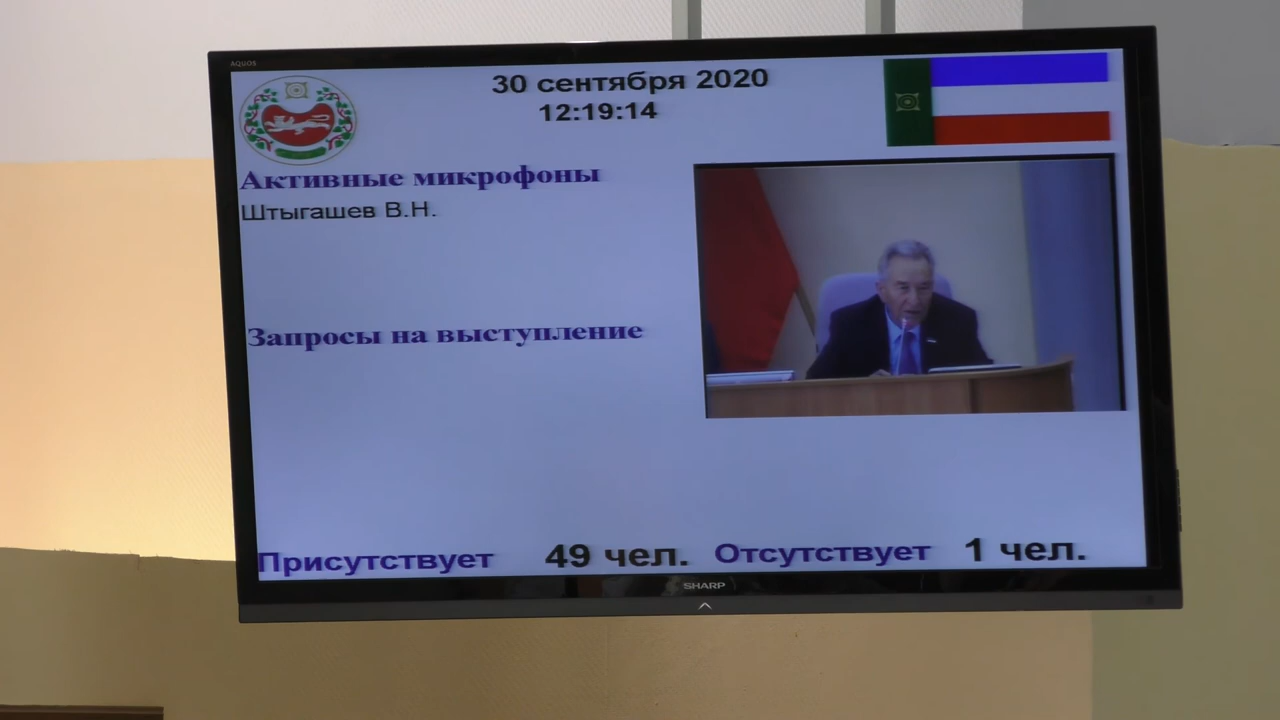 AQUOS
30 сентября 2020
12:19:14
Активные микрофоны
Штыгашев В.Н.
Запросы на выступление
Присутствует 49 чел. Отсутствует 1 чел.
SHARP